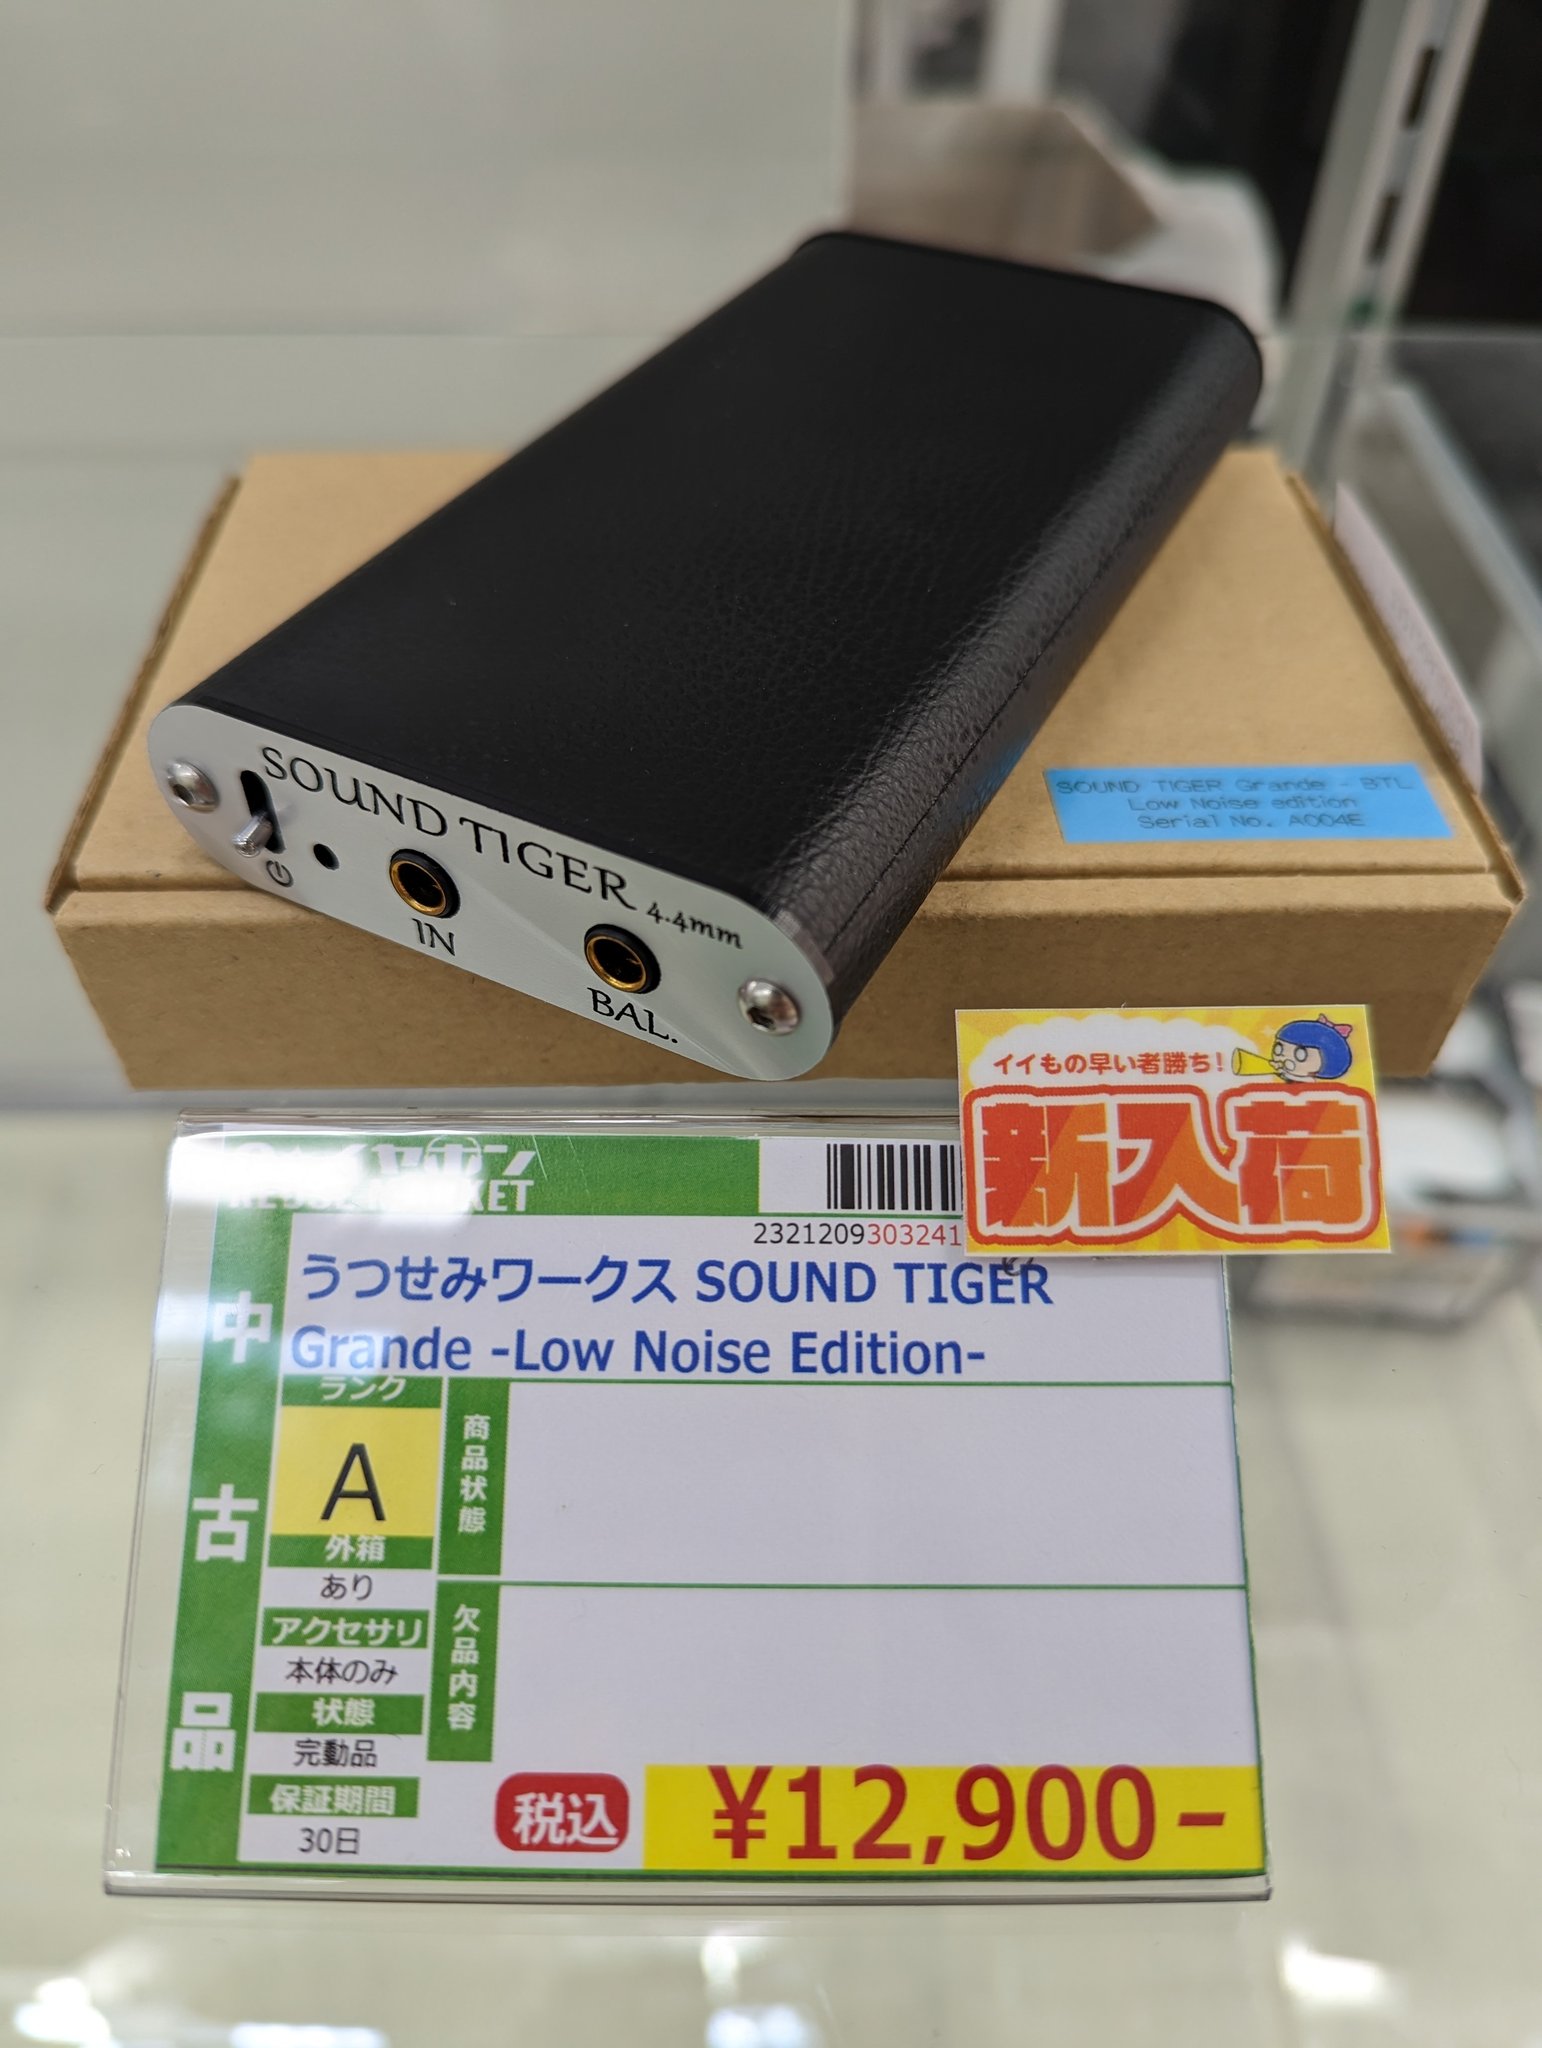 SOUND TIGER 4.4mm
IN
BAL.
SOUND TIGER Grande - BTL
Low Noise edition
Serial No. A004E
イイもの早い者勝ち!
新入荷
2321209303241
うつせみワークス SOUND TIGER
Grande -Low Noise Edition-
中古品
ランク
A
外箱
あり
アクセサリ
本体のみ
状態
完動品
保証期間
30日
商品状態
欠品内容
税込
¥12,900-